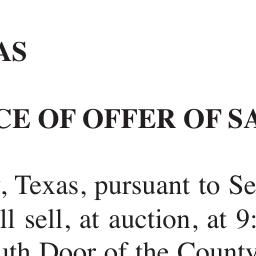 AS
CE OF OFFER OF SA
, Texas, pursuant to Se
ll sell, at auction, at 9:
uth Door of the County